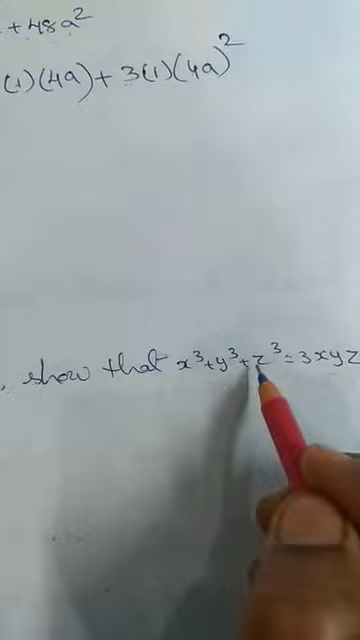 + 48a²
(1)(4a) + 3(1)(4a)²
, show that x³+y³+z³=3xyz